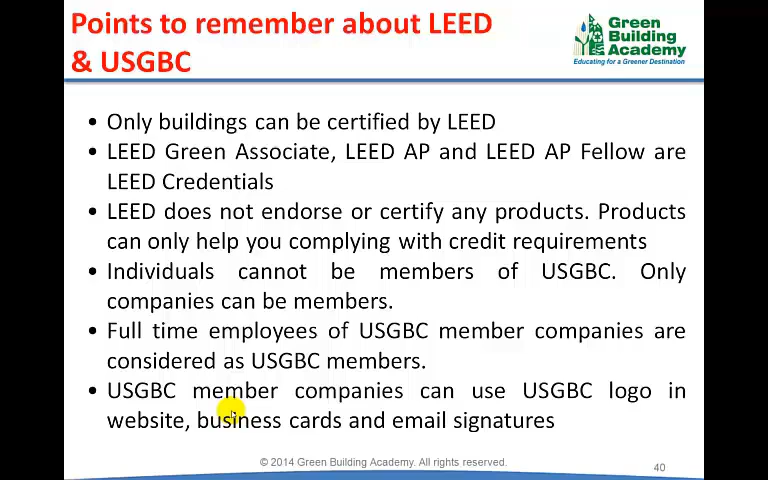 Points to remember about LEED
& USGBC
Green
Building
Academy
Educating for a Greener Destination
• Only buildings can be certified by LEED
• LEED Green Associate, LEED AP and LEED AP Fellow are
LEED Credentials
• LEED does not endorse or certify any products. Products
can only help you complying with credit requirements
• Individuals cannot be members of USGBC. Only
companies can be members.
• Full time employees of USGBC member companies are
considered as USGBC members.
• USGBC member companies can use USGBC logo in
website, business cards and email signatures
© 2014 Green Building Academy. All rights reserved.
40